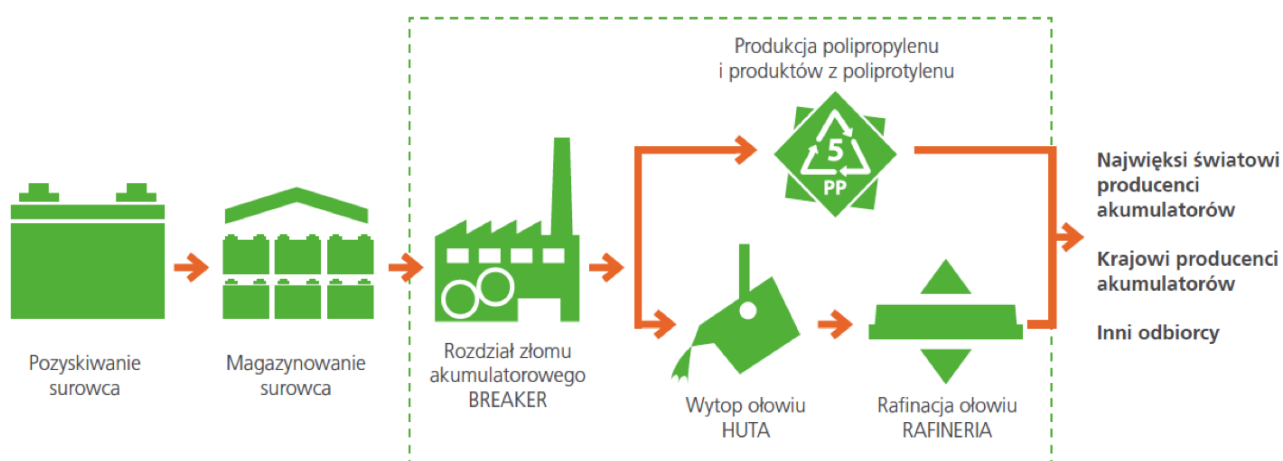 Produkcja polipropylenu
i produktów z poliprotylenu
5
PP
Najwięksi światowi
producenci
akumulatorów
Krajowi producenci
akumulatorów
Inni odbiorcy
Pozyskiwanie
surowca
Magazynowanie
surowca
Rozdział złomu
akumulatorowego
BREAKER
Wytop ołowiu
HUTA
Rafinacja ołowiu
RAFINERIA